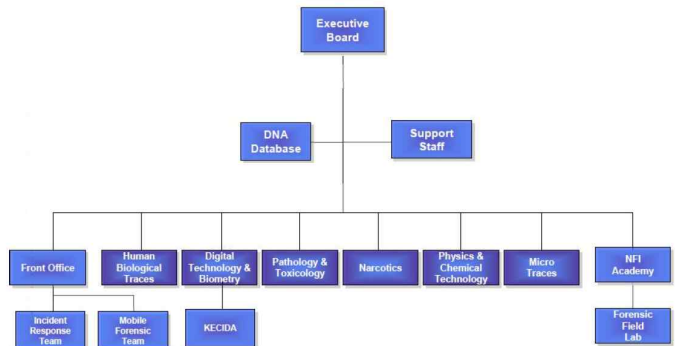 Executive
Board
DNA
Database
Support
Staff
Front Office
Human
Biological
Traces
Digital
Technology &
Biometry
Pathology &
Toxicology
Narcotics
Physics &
Chemical
Technology
Micro
Traces
NFI
Academy
Incident
Response
Team
Mobile
Forensic
Team
KECIDA
Forensic
Field
Lab